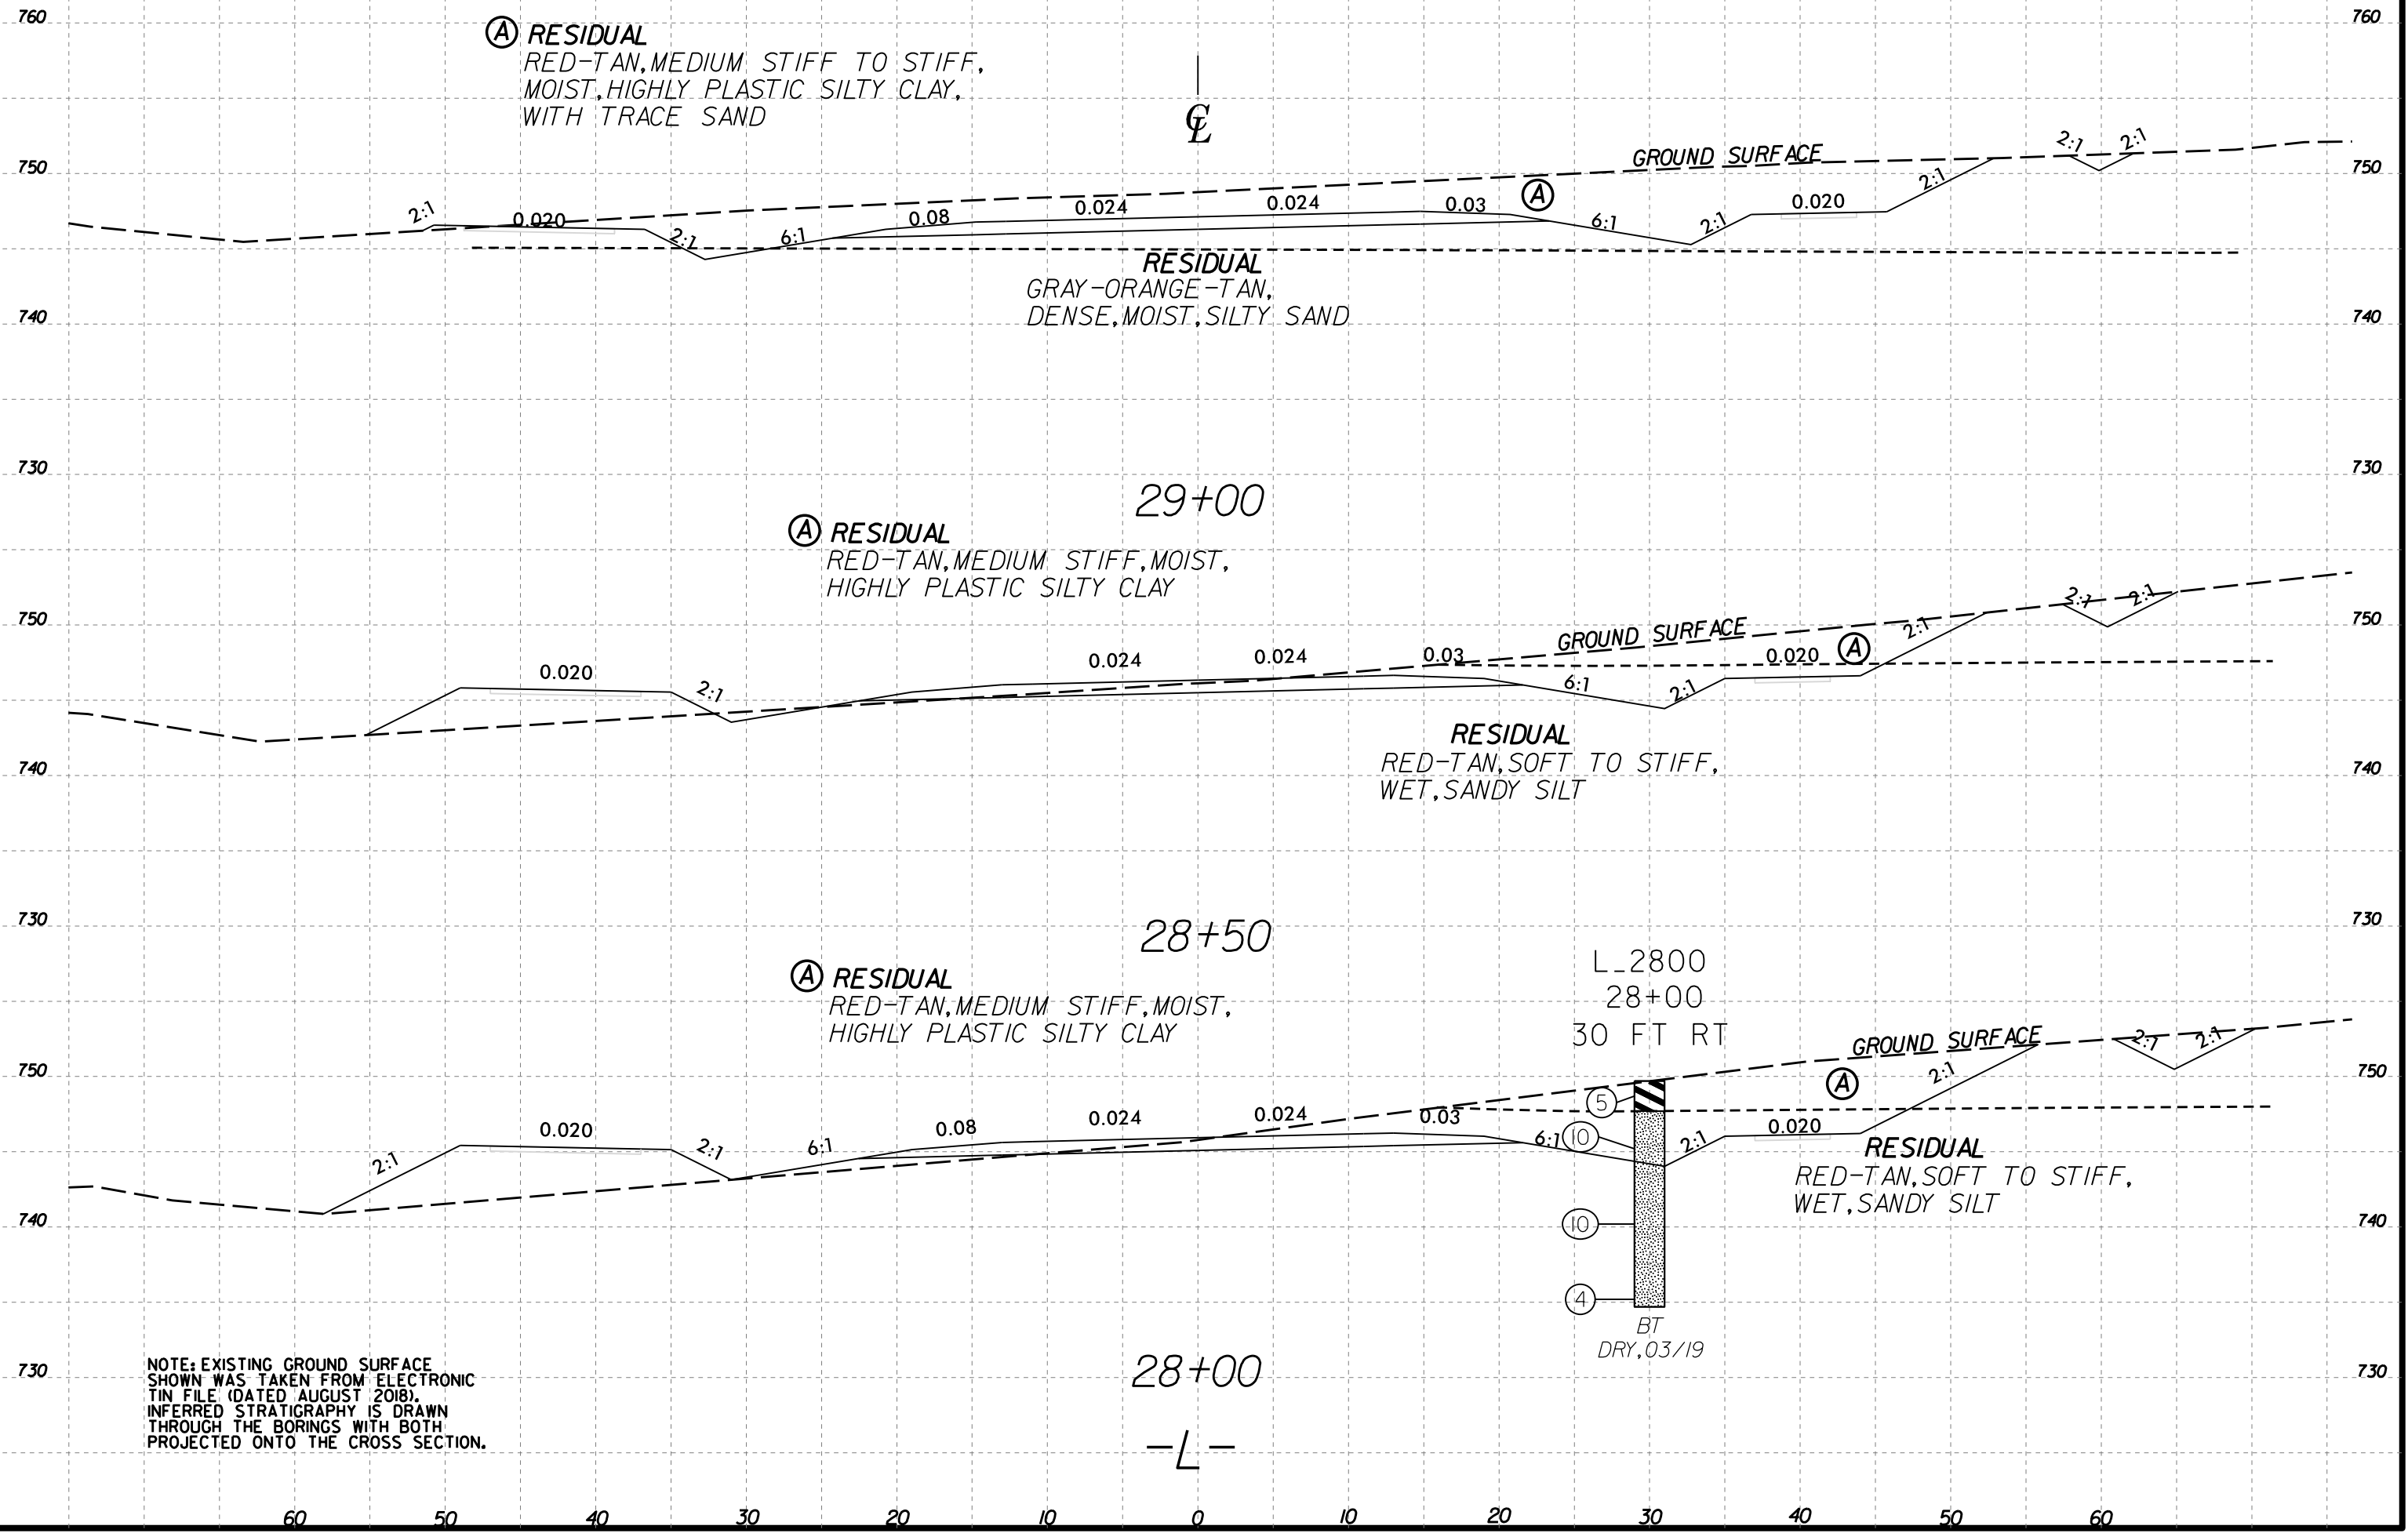 760
760
A RESIDUAL
RED-TAN, MEDIUM STIFF TO STIFF,
MOIST, HIGHLY PLASTIC SILTY CLAY,
WITH TRACE SAND
CL
GROUND SURFACE
2:1
2:1
750
750
A
2:1
2:1
0.020
0.08
0.024
0.024
0.03
0.020
2:1
6:1
6:1
2:1
RESIDUAL
GRAY-ORANGE-TAN,
DENSE, MOIST, SILTY SAND
740
740
730
730
29+00
A RESIDUAL
RED-TAN, MEDIUM STIFF, MOIST,
HIGHLY PLASTIC SILTY CLAY
2:1
2:1
750
750
GROUND SURFACE
2:1
A
0.020
0.024
0.024
0.03
0.020
2:1
6:1
2:1
RESIDUAL
RED-TAN, SOFT TO STIFF,
WET, SANDY SILT
740
740
730
730
28+50
L_2800
28+00
30 FT RT
A RESIDUAL
RED-TAN, MEDIUM STIFF, MOIST,
HIGHLY PLASTIC SILTY CLAY
GROUND SURFACE
2:1
2:1
750
750
A
2:1
5
0.020
0.08
0.024
0.024
0.03
0.020
2:1
2:1
6:1
6:1
10
2:1
RESIDUAL
RED-TAN, SOFT TO STIFF,
WET, SANDY SILT
740
740
10
4
BT
DRY, 03/19
730
730
28+00
NOTE: EXISTING GROUND SURFACE
SHOWN WAS TAKEN FROM ELECTRONIC
TIN FILE (DATED AUGUST 2018).
INFERRED STRATIGRAPHY IS DRAWN
THROUGH THE BORINGS WITH BOTH
PROJECTED ONTO THE CROSS SECTION.
-L-
60 50 40 30 20 10 0 10 20 30 40 50 60